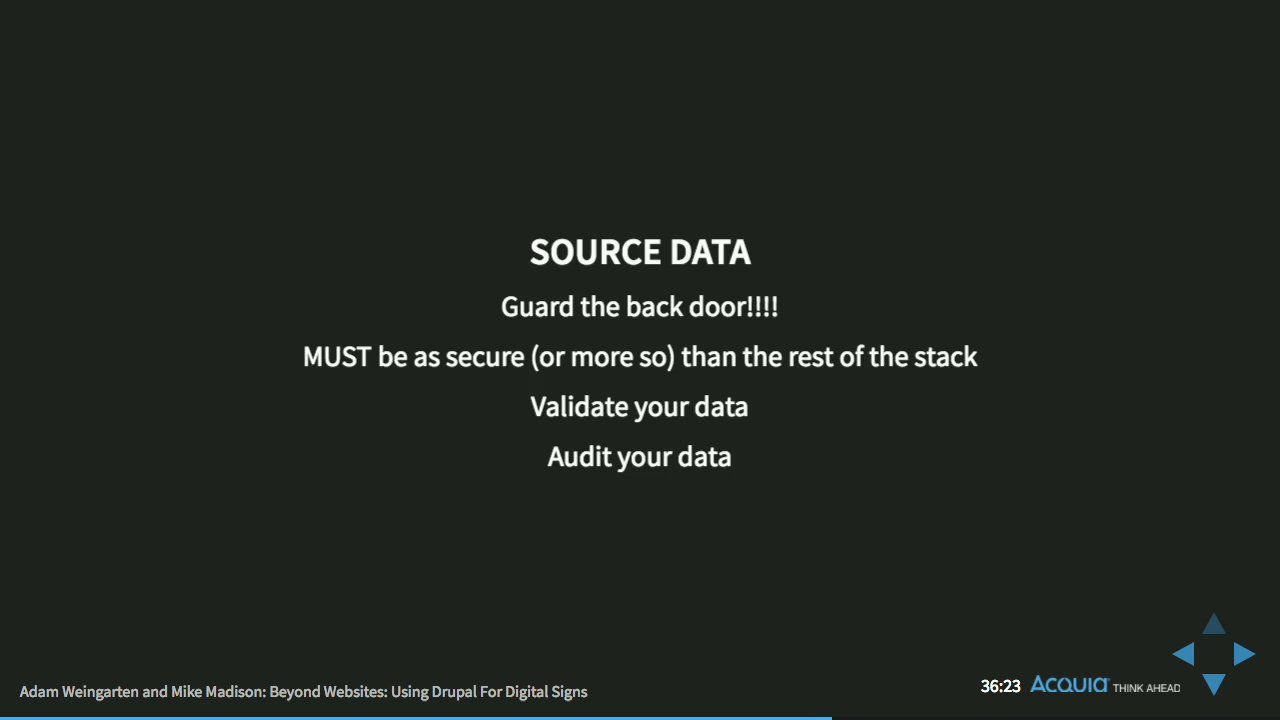 SOURCE DATA
Guard the back door!!!!
MUST be as secure (or more so) than the rest of the stack
Validate your data
Audit your data
Adam Weingarten and Mike Madison: Beyond Websites: Using Drupal For Digital Signs
36:23 Acquia THINK AHEAD